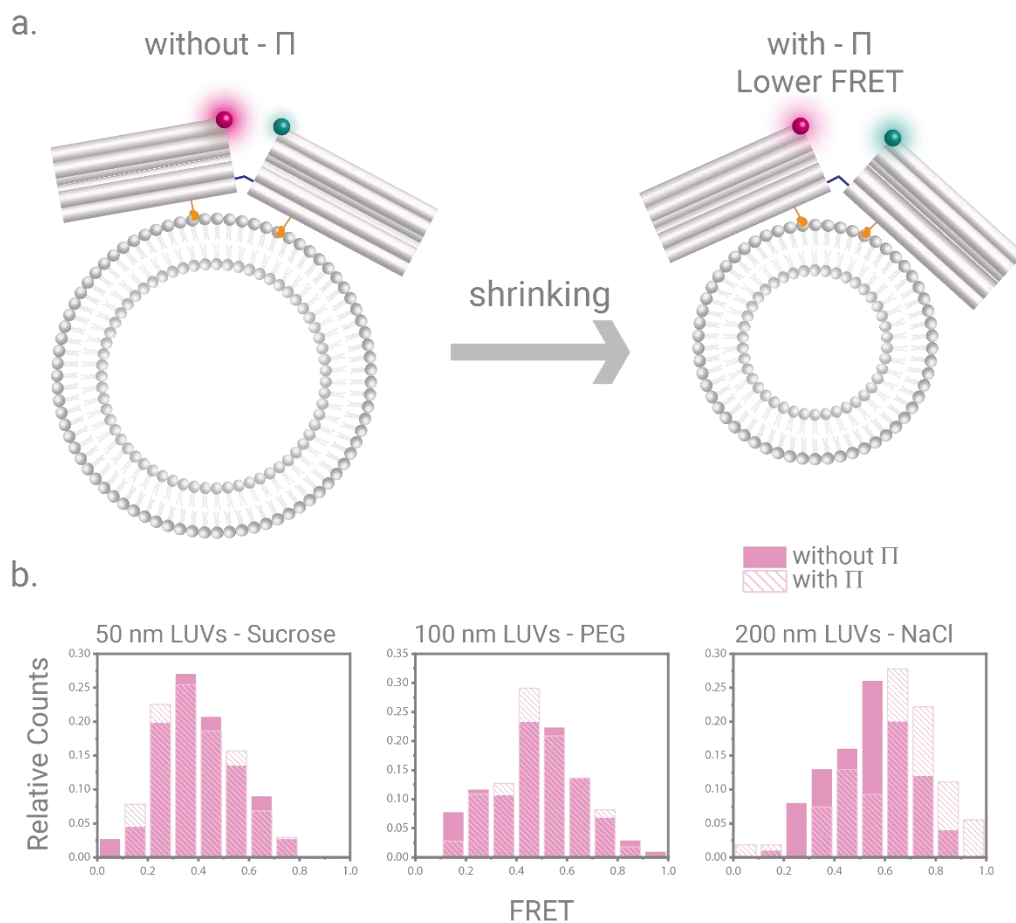 a.
without - Π
with - Π
Lower FRET
shrinking
b.
without Π
with Π
50 nm LUVs - Sucrose
100 nm LUVs - PEG
200 nm LUVs - NaCl
Relative Counts
0.30
0.25
0.20
0.15
0.10
0.05
0.00
0.0 0.2 0.4 0.6 0.8 1.0
0.30
0.25
0.20
0.15
0.10
0.05
0.00
0.0 0.2 0.4 0.6 0.8 1.0
0.30
0.25
0.20
0.15
0.10
0.05
0.00
0.0 0.2 0.4 0.6 0.8 1.0
FRET